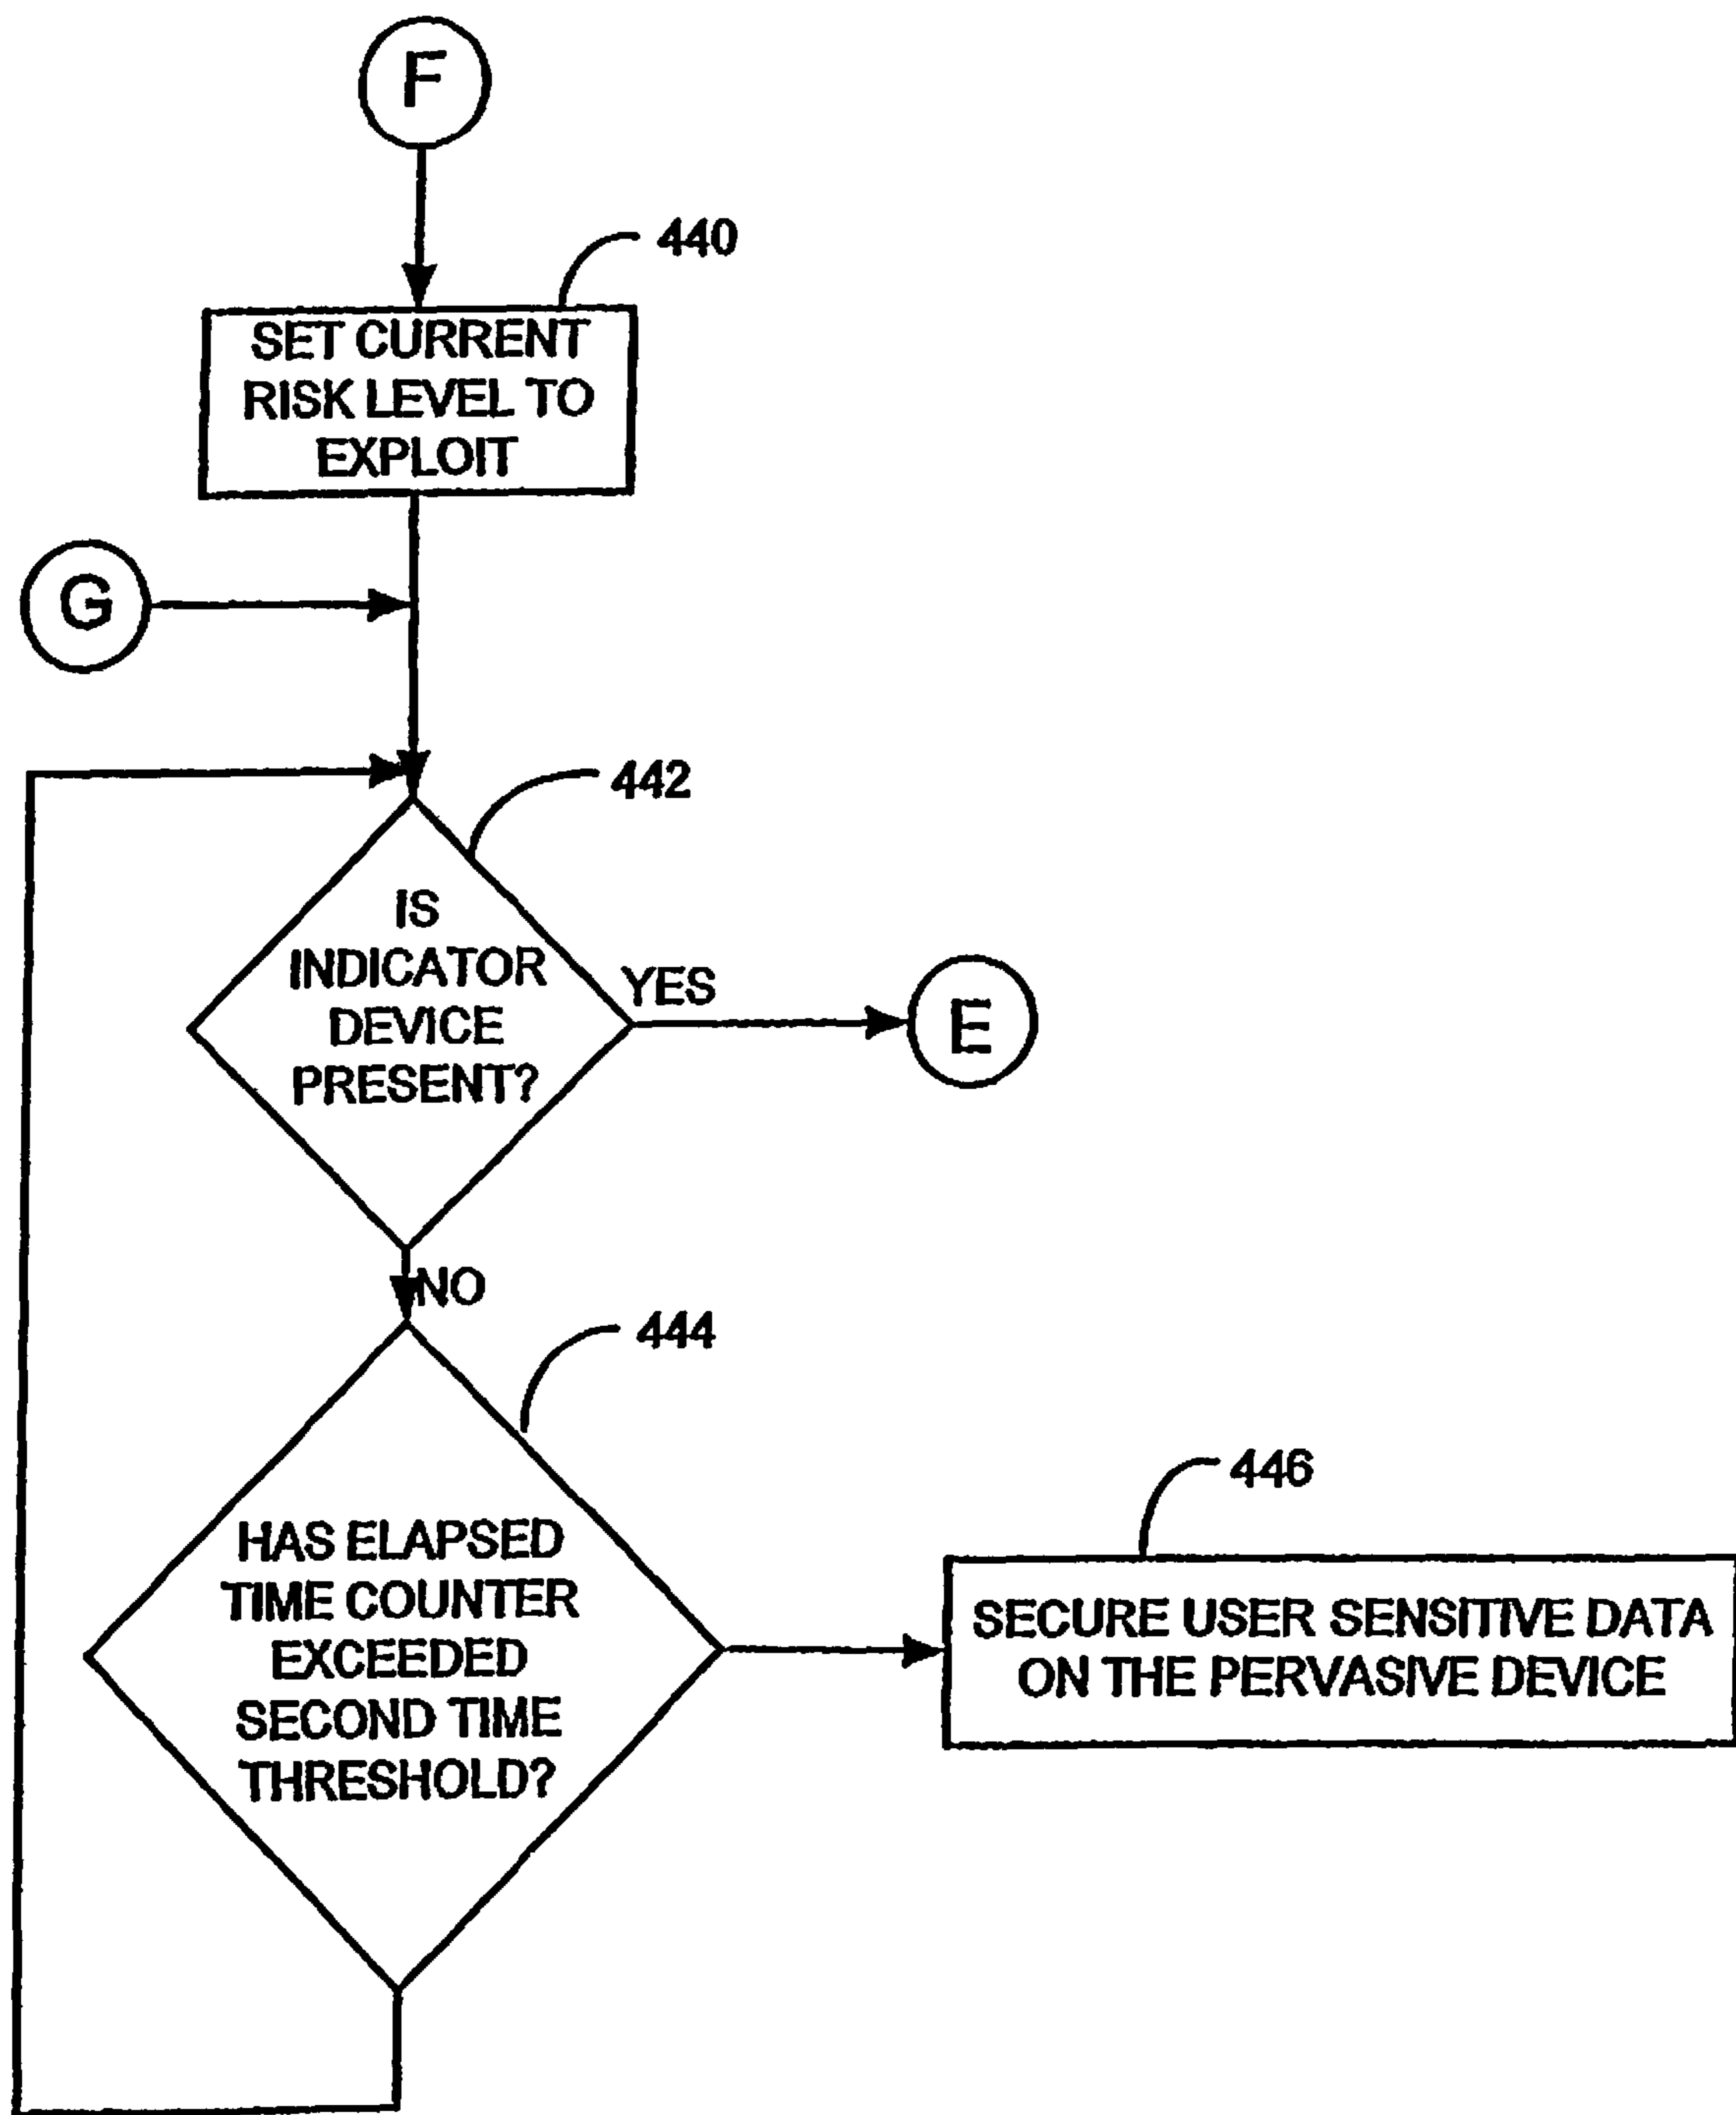 F
440
SET CURRENT
RISK LEVEL TO
EXPLOIT
G
442
IS
INDICATOR
DEVICE
PRESENT?
YES
E
NO
444
HAS ELAPSED
TIME COUNTER
EXCEEDED
SECOND TIME
THRESHOLD?
446
SECURE USER SENSITIVE DATA
ON THE PERVASIVE DEVICE